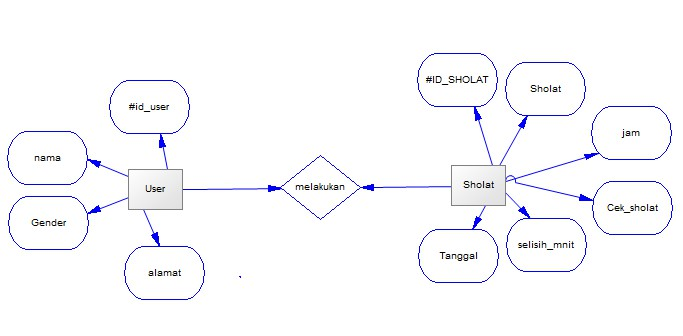 #id_user
nama
User
Gender
alamat
melakukan
#ID_SHOLAT
Sholat
jam
Sholat
Cek_sholat
selisih_mnit
Tanggal